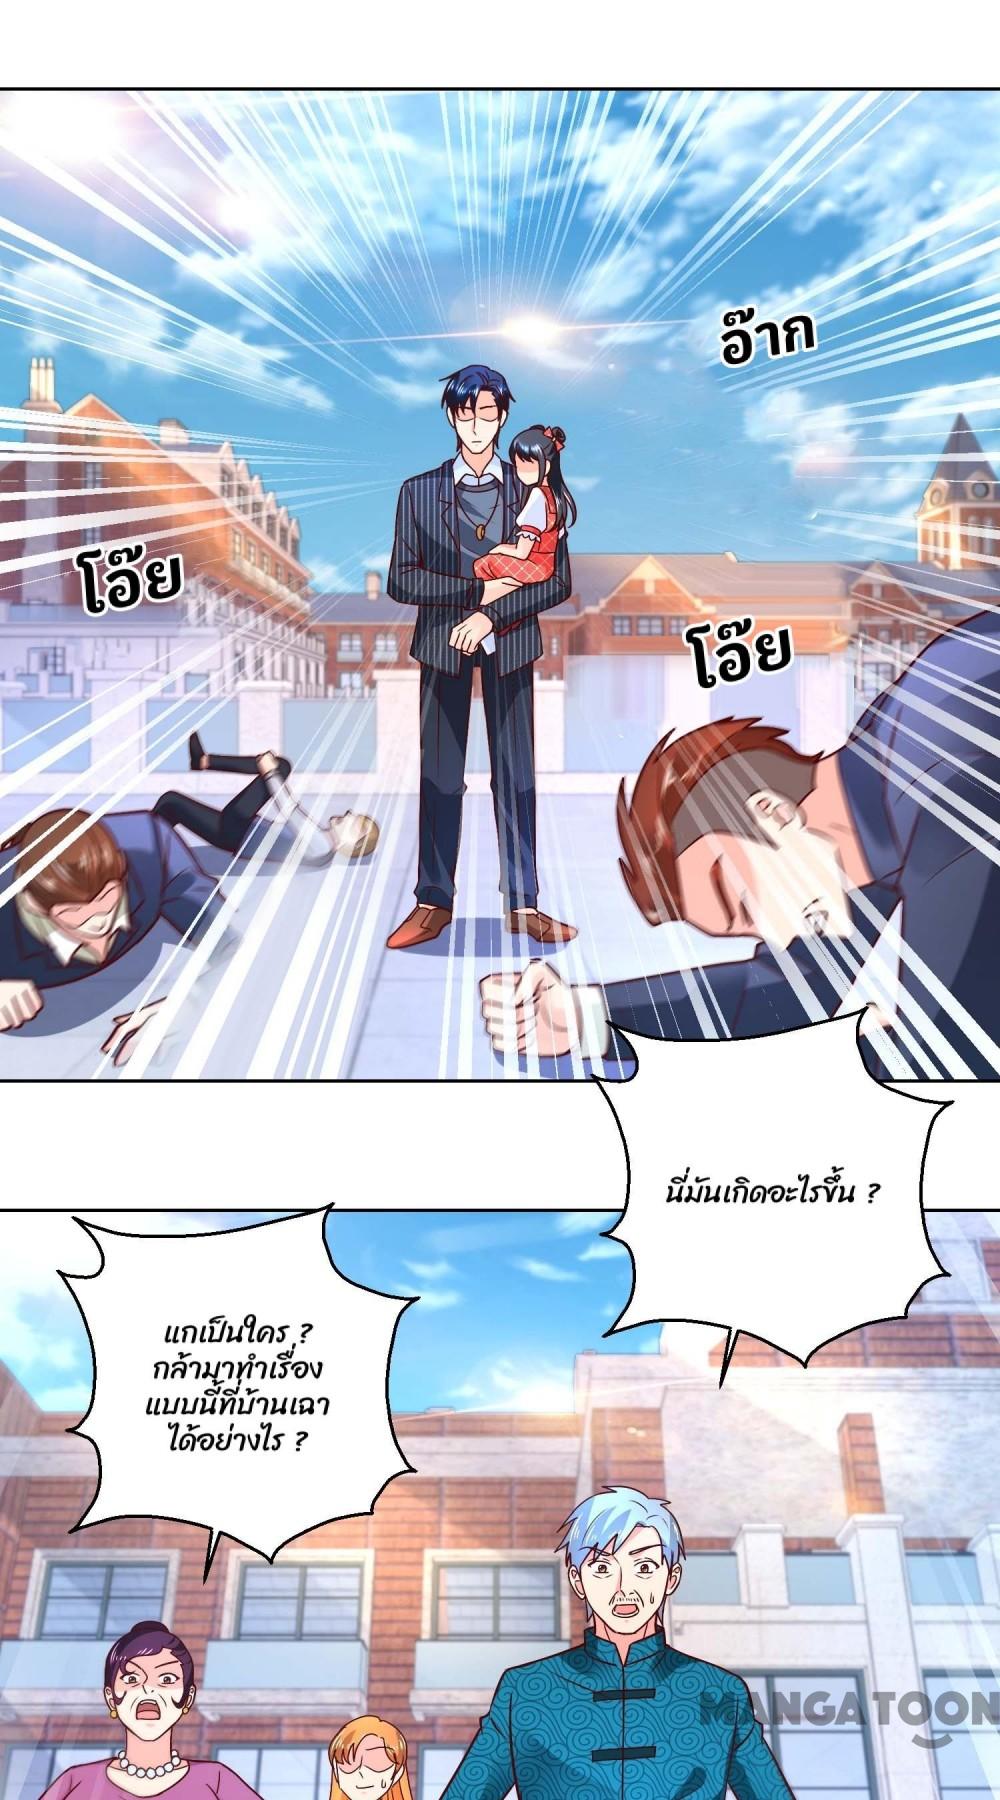 อ๊าก
โอ๊ย
โอ๊ย
นี่มันเกิดอะไรขึ้น ?
แกเป็นใคร ?
กล้ามาทำเรื่อง
แบบนี้ที่บ้านเฉา
ได้อย่างไร ?
MANGATOON